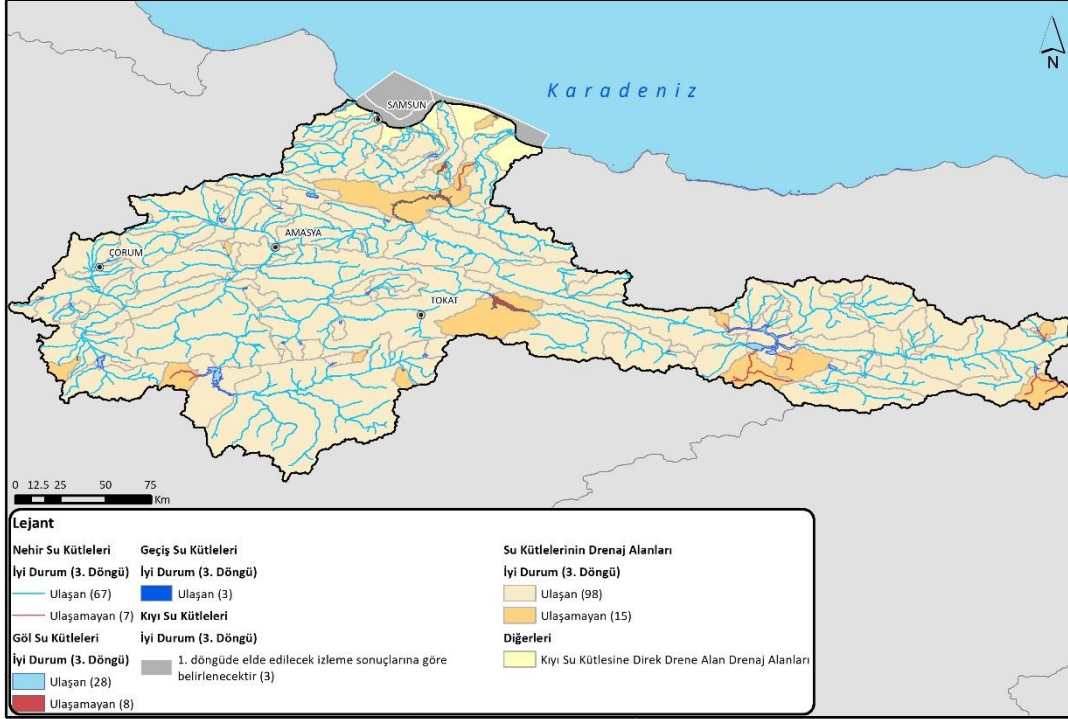 Karadeniz
N
SAMSUN
AMASYA
ÇORUM
TOKAT
0 12.5 25 50 75
Km
Lejant
Nehir Su Kütleleri
İyi Durum (3. Döngü)
Ulaşan (67)
Ulaşamayan (7)
Göl Su Kütleleri
İyi Durum (3. Döngü)
Ulaşan (28)
Ulaşamayan (8)
Geçiş Su Kütleleri
İyi Durum (3. Döngü)
Ulaşan (3)
Kıyı Su Kütleleri
İyi Durum (3. Döngü)
1. döngüde elde edilecek izleme sonuçlarına göre
belirlenecektir (3)
Su Kütlelerinin Drenaj Alanları
İyi Durum (3. Döngü)
Ulaşan (98)
Ulaşamayan (15)
Diğerleri
Kıyı Su Kütlesine Direk Drene Alan Drenaj Alanları